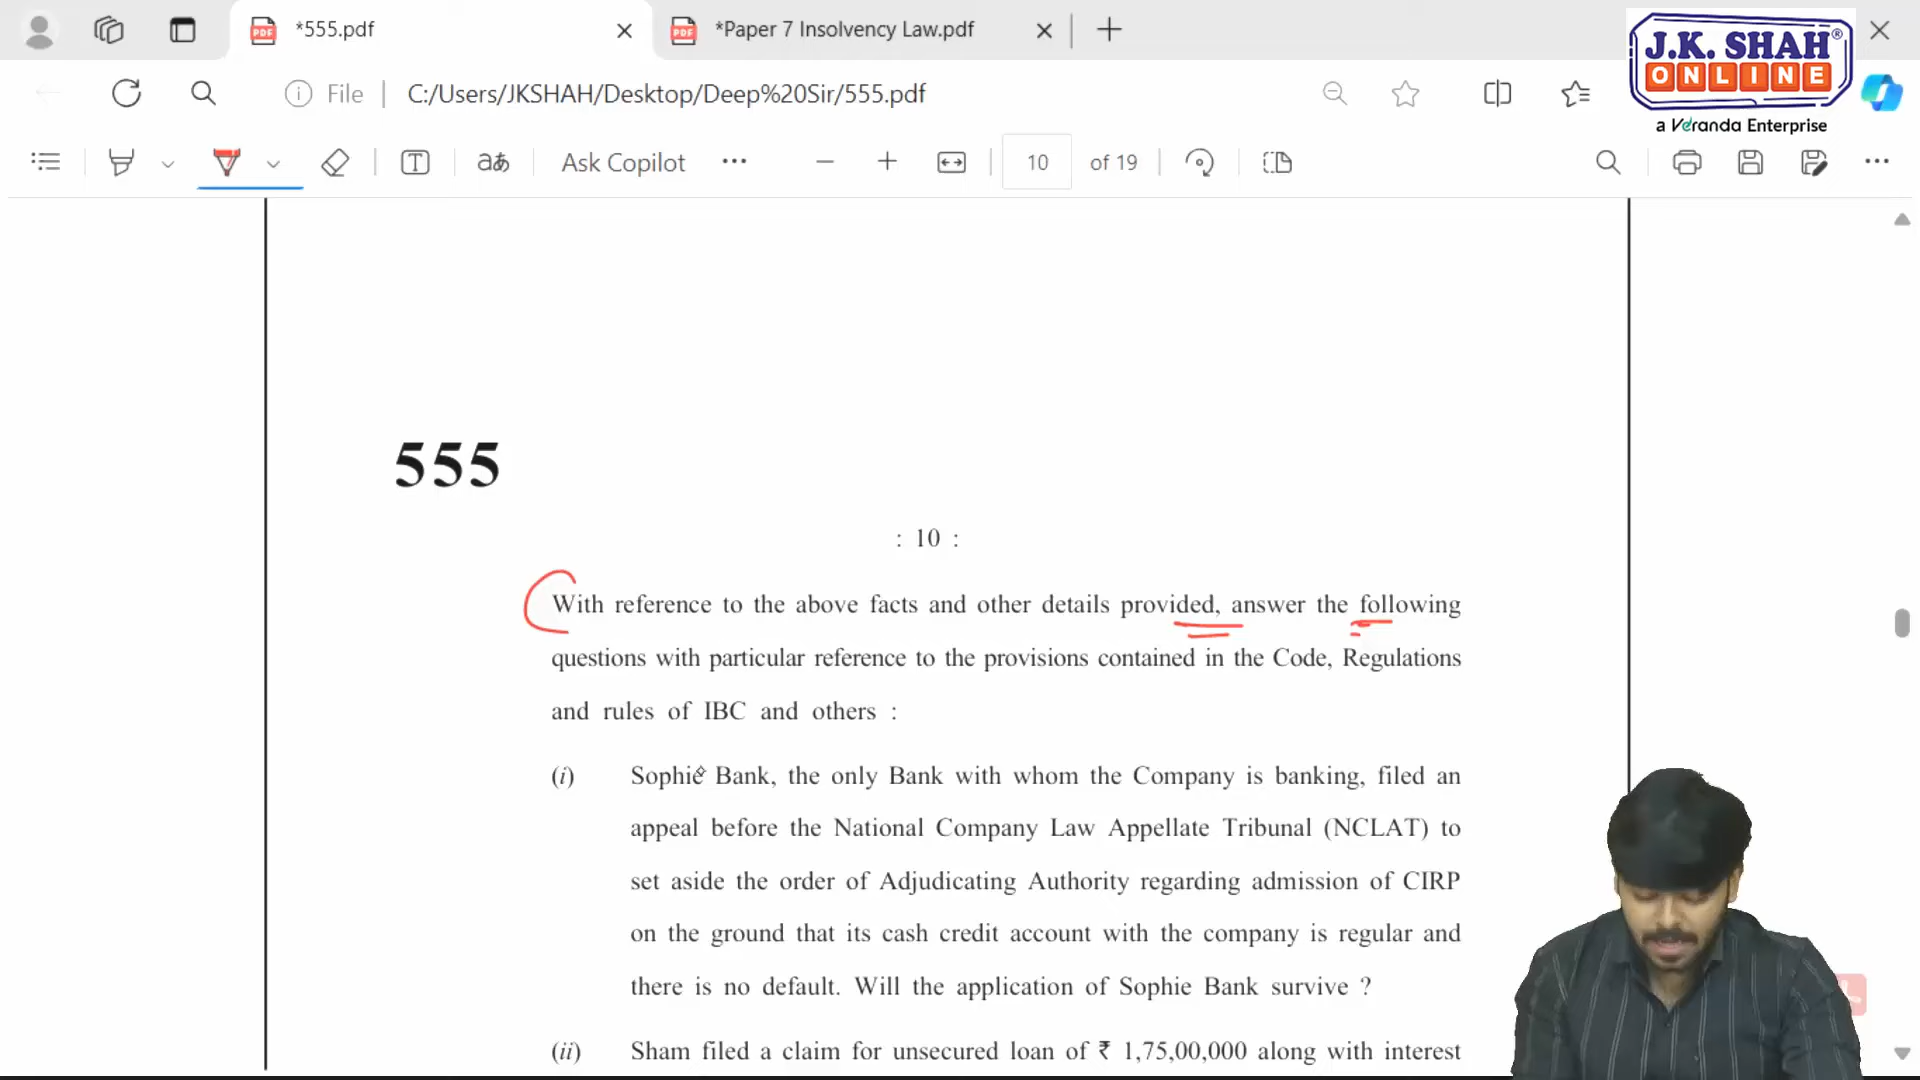 *555.pdf
*Paper 7 Insolvency Law.pdf
J.K. SHAH®
ONLINE
a Veranda Enterprise
File
C:/Users/JKSHAH/Desktop/Deep%20Sir/555.pdf
aあ
Ask Copilot
10
of 19
555
: 10 :
With reference to the above facts and other details provided, answer the following
questions with particular reference to the provisions contained in the Code, Regulations
and rules of IBC and others :
(i) Sophie Bank, the only Bank with whom the Company is banking, filed an
appeal before the National Company Law Appellate Tribunal (NCLAT) to
set aside the order of Adjudicating Authority regarding admission of CIRP
on the ground that its cash credit account with the company is regular and
there is no default. Will the application of Sophie Bank survive ?
(ii) Sham filed a claim for unsecured loan of ₹ 1,75,00,000 along with interest